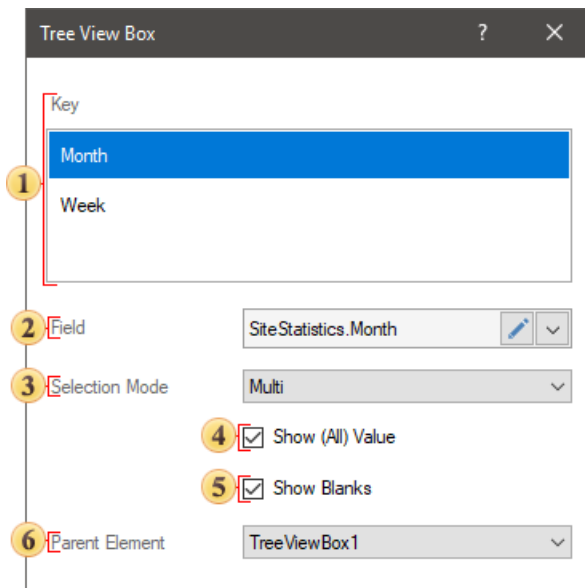 Tree View Box ?
Key
Month
1
Week
2 Field SiteStatistics.Month
3 Selection Mode Multi
4 Show (All) Value
5 Show Blanks
6 Parent Element TreeViewBox1